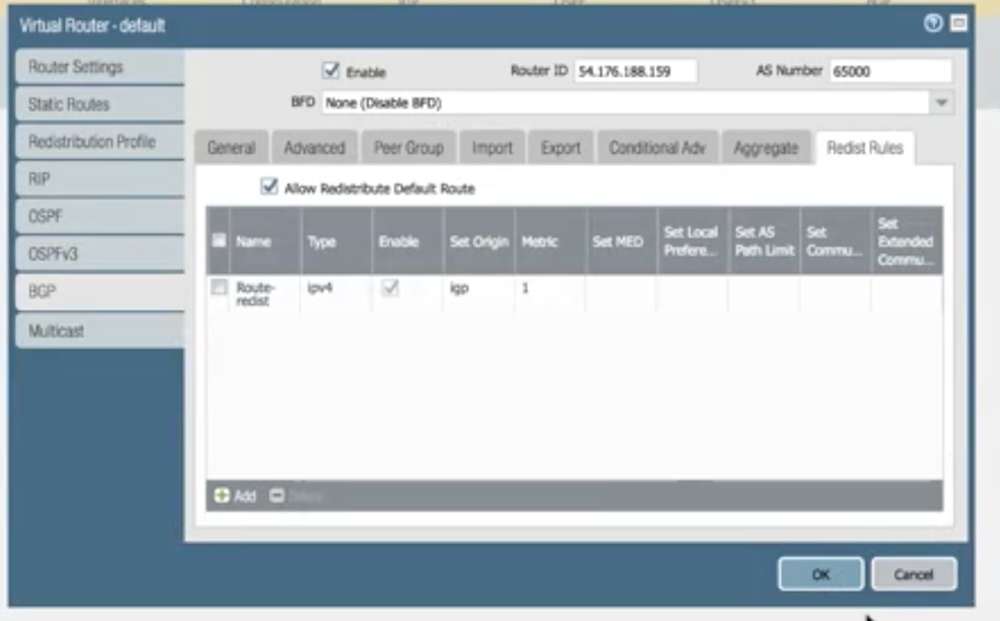 Virtual Router - default
Router Settings
Static Routes
Redistribution Profile
RIP
OSPF
OSPFv3
BGP
Multicast
Enable
Router ID 54.176.188.159
AS Number 65000
BFD None (Disable BFD)
General Advanced Peer Group Import Export Conditional Adv Aggregate Redist Rules
Allow Redistribute Default Route
Name Type Enable Set Origin Metric Set MED Set Local Prefere... Set AS Path Limit Set Commu... Set Extended Commu...
Route-redist ipv4 igp 1
Add Delete
OK Cancel